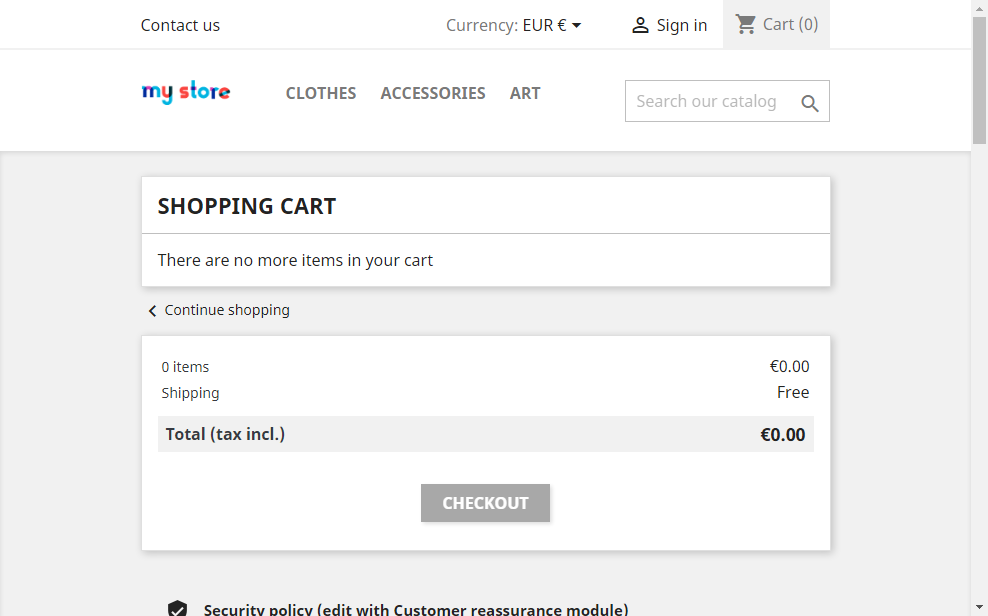 Contact us
Currency: EUR €
Sign in
Cart (0)
my store
CLOTHES
ACCESSORIES
ART
Search our catalog
SHOPPING CART
There are no more items in your cart
Continue shopping
0 items €0.00
Shipping Free
Total (tax incl.) €0.00
CHECKOUT
Security policy (edit with Customer reassurance module)